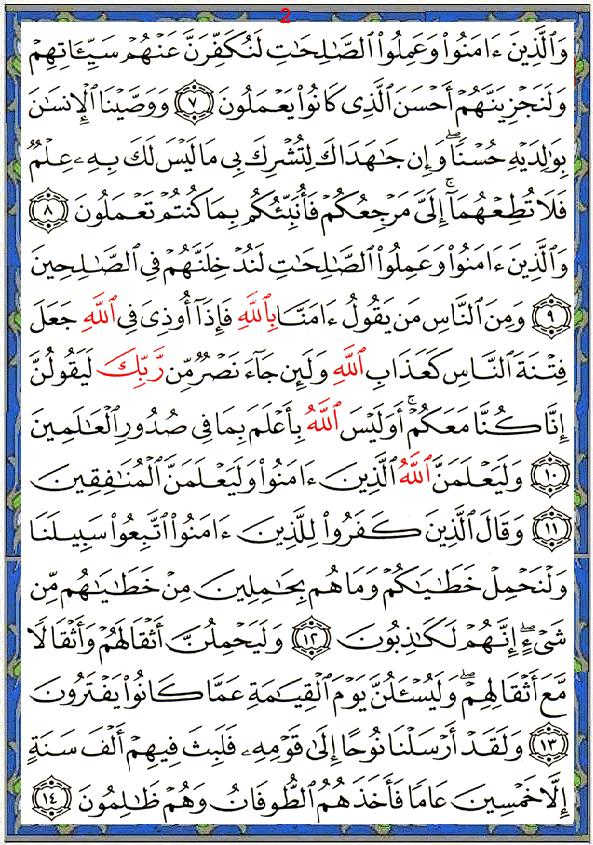 2
وَٱلَّذِينَ ءَامَنُوا۟ وَعَمِلُوا۟ ٱلصَّٰلِحَٰتِ لَنُكَفِّرَنَّ عَنْهُمْ سَيِّـَٔاتِهِمْ
وَلَنَجْزِيَنَّهُمْ أَحْسَنَ ٱلَّذِى كَانُوا۟ يَعْمَلُونَ ٧ وَوَصَّيْنَا ٱلْإِنسَٰنَ
بِوَٰلِدَيْهِ حُسْنًا ۖ وَإِن جَٰهَدَاكَ لِتُشْرِكَ بِى مَا لَيْسَ لَكَ بِهِۦ عِلْمٌ
فَلَا تُطِعْهُمَآ ۚ إِلَىَّ مَرْجِعُكُمْ فَأُنَبِّئُكُم بِمَا كُنتُمْ تَعْمَلُونَ ٨
وَٱلَّذِينَ ءَامَنُوا۟ وَعَمِلُوا۟ ٱلصَّٰلِحَٰتِ لَنُدْخِلَنَّهُمْ فِى ٱلصَّٰلِحِينَ
٩ وَمِنَ ٱلنَّاسِ مَن يَقُولُ ءَامَنَّا بِٱللَّهِ فَإِذَآ أُوذِىَ فِى ٱللَّهِ جَعَلَ
فِتْنَةَ ٱلنَّاسِ كَعَذَابِ ٱللَّهِ وَلَئِن جَآءَ نَصْرٌ مِّن رَّبِّكَ لَيَقُولُنَّ
إِنَّا كُنَّا مَعَكُمْ ۚ أَوَلَيْسَ ٱللَّهُ بِأَعْلَمَ بِمَا فِى صُدُورِ ٱلْعَٰلَمِينَ
١٠ وَلَيَعْلَمَنَّ ٱللَّهُ ٱلَّذِينَ ءَامَنُوا۟ وَلَيَعْلَمَنَّ ٱلْمُنَٰفِقِينَ
١١ وَقَالَ ٱلَّذِينَ كَفَرُوا۟ لِلَّذِينَ ءَامَنُوا۟ ٱتَّبِعُوا۟ سَبِيلَنَا
وَلْنَحْمِلْ خَطَٰيَٰكُمْ وَمَا هُم بِحَٰمِلِينَ مِنْ خَطَٰيَٰهُم مِّن
شَىْءٍ ۖ إِنَّهُمْ لَكَٰذِبُونَ ١٢ وَلَيَحْمِلُنَّ أَثْقَالَهُمْ وَأَثْقَالًا
مَّعَ أَثْقَالِهِمْ ۖ وَلَيُسْـَٔلُنَّ يَوْمَ ٱلْقِيَٰمَةِ عَمَّا كَانُوا۟ يَفْتَرُونَ
١٣ وَلَقَدْ أَرْسَلْنَا نُوحًا إِلَىٰ قَوْمِهِۦ فَلَبِثَ فِيهِمْ أَلْفَ سَنَةٍ
إِلَّا خَمْسِينَ عَامًا فَأَخَذَهُمُ ٱلطُّوفَانُ وَهُمْ ظَٰلِمُونَ ١٤